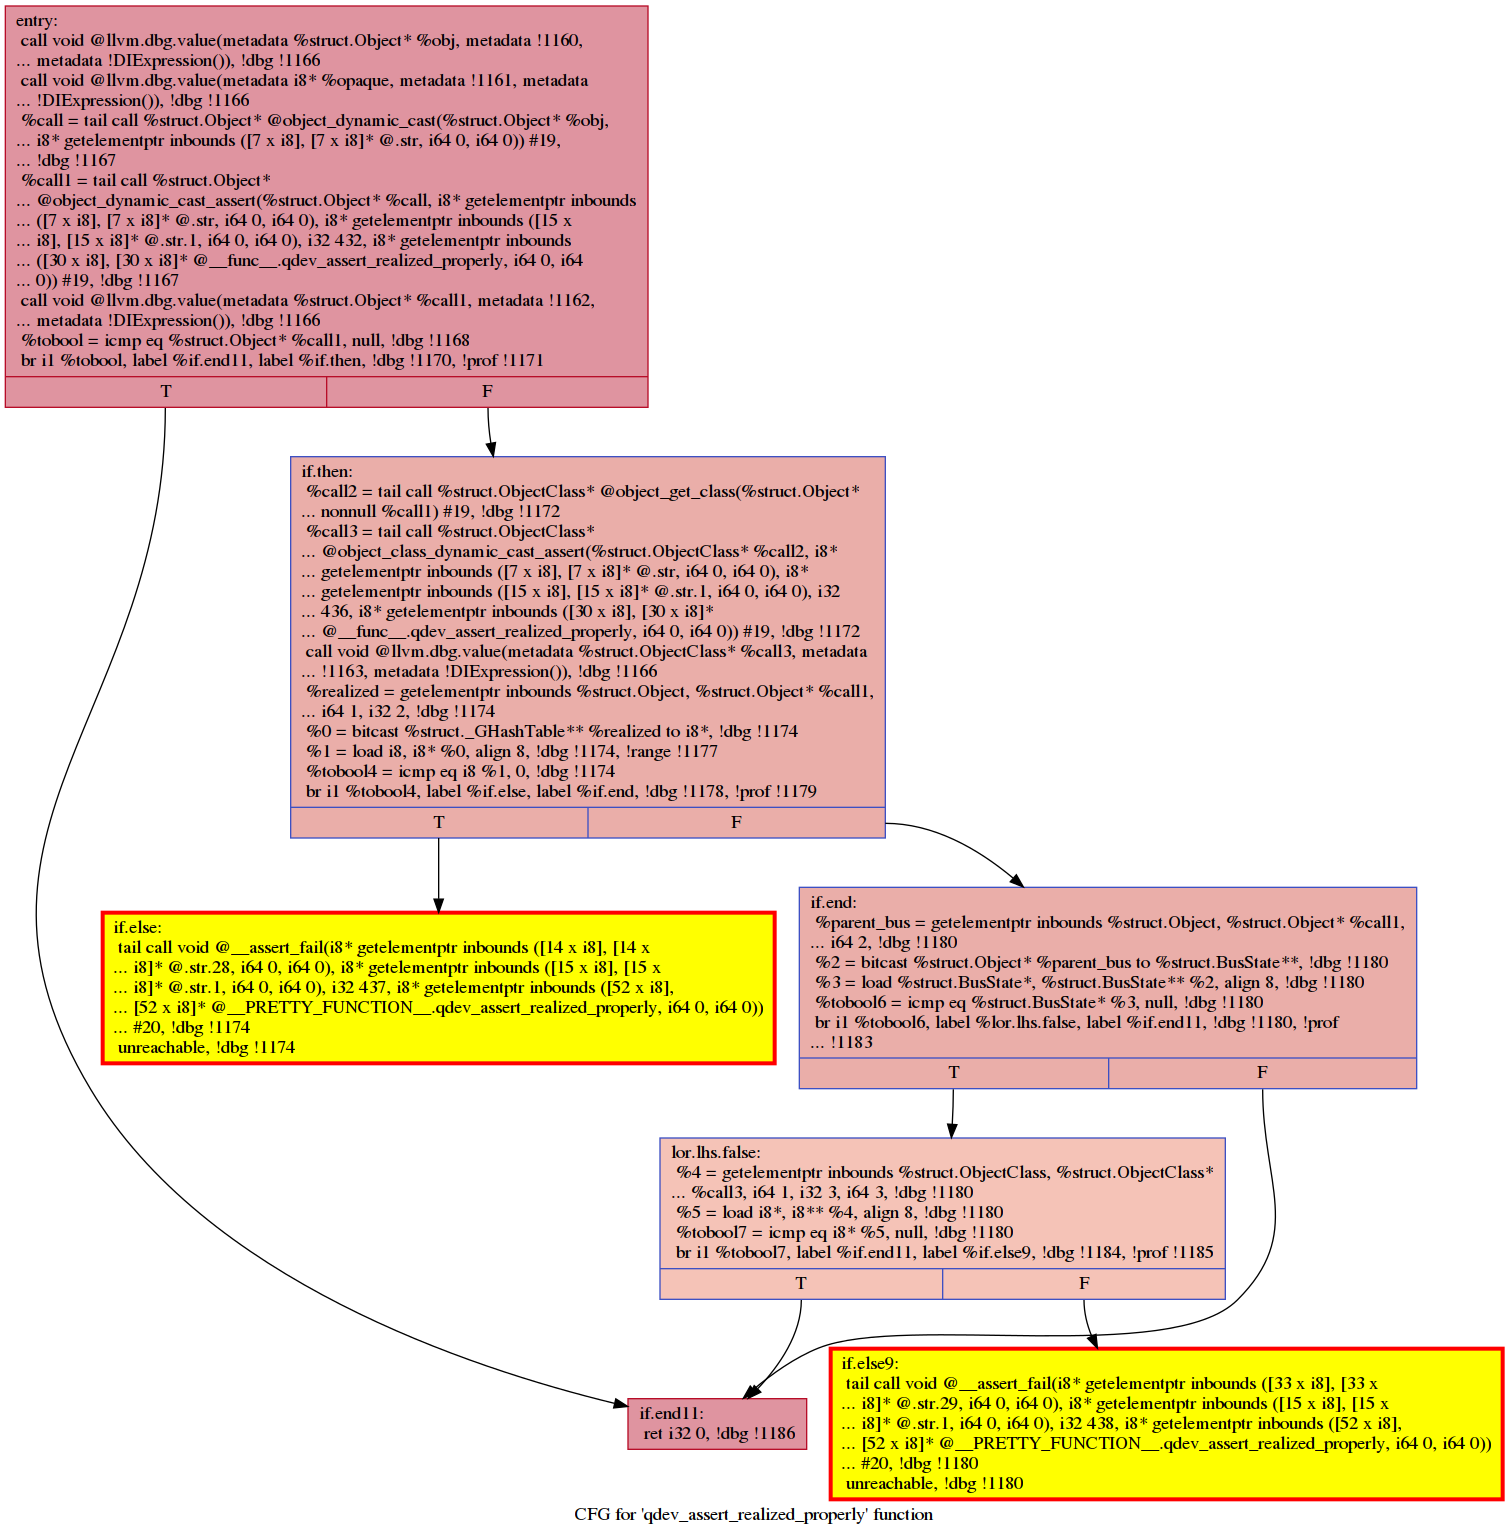 entry:
call void @llvm.dbg.value(metadata %struct.Object* %obj, metadata !1160,
... metadata !DIExpression()), !dbg !1166
call void @llvm.dbg.value(metadata i8* %opaque, metadata !1161, metadata
... !DIExpression()), !dbg !1166
%call = tail call %struct.Object* @object_dynamic_cast(%struct.Object* %obj,
... i8* getelementptr inbounds ([7 x i8], [7 x i8]* @.str, i64 0, i64 0)) #19,
... !dbg !1167
%call1 = tail call %struct.Object*
... @object_dynamic_cast_assert(%struct.Object* %call, i8* getelementptr inbounds
... ([7 x i8], [7 x i8]* @.str, i64 0, i64 0), i8* getelementptr inbounds ([15 x
... i8], [15 x i8]* @.str.1, i64 0, i64 0), i32 432, i8* getelementptr inbounds
... ([30 x i8], [30 x i8]* @__func__.qdev_assert_realized_properly, i64 0, i64
... 0)) #19, !dbg !1167
call void @llvm.dbg.value(metadata %struct.Object* %call1, metadata !1162,
... metadata !DIExpression()), !dbg !1166
%tobool = icmp eq %struct.Object* %call1, null, !dbg !1168
br i1 %tobool, label %if.end11, label %if.then, !dbg !1170, !prof !1171
T F
if.then:
%call2 = tail call %struct.ObjectClass* @object_get_class(%struct.Object*
... nonnull %call1) #19, !dbg !1172
%call3 = tail call %struct.ObjectClass*
... @object_class_dynamic_cast_assert(%struct.ObjectClass* %call2, i8*
... getelementptr inbounds ([7 x i8], [7 x i8]* @.str, i64 0, i64 0), i8*
... getelementptr inbounds ([15 x i8], [15 x i8]* @.str.1, i64 0, i64 0), i32
... 436, i8* getelementptr inbounds ([30 x i8], [30 x i8]*
... @__func__.qdev_assert_realized_properly, i64 0, i64 0)) #19, !dbg !1172
call void @llvm.dbg.value(metadata %struct.ObjectClass* %call3, metadata
... !1163, metadata !DIExpression()), !dbg !1166
%realized = getelementptr inbounds %struct.Object, %struct.Object* %call1,
... i64 1, i32 2, !dbg !1174
%0 = bitcast %struct._GHashTable** %realized to i8*, !dbg !1174
%1 = load i8, i8* %0, align 8, !dbg !1174, !range !1177
%tobool4 = icmp eq i8 %1, 0, !dbg !1174
br i1 %tobool4, label %if.else, label %if.end, !dbg !1178, !prof !1179
T F
if.else:
tail call void @__assert_fail(i8* getelementptr inbounds ([14 x i8], [14 x
... i8]* @.str.28, i64 0, i64 0), i8* getelementptr inbounds ([15 x i8], [15 x
... i8]* @.str.1, i64 0, i64 0), i32 437, i8* getelementptr inbounds ([52 x i8],
... [52 x i8]* @__PRETTY_FUNCTION__.qdev_assert_realized_properly, i64 0, i64 0))
... #20, !dbg !1174
unreachable, !dbg !1174
if.end:
%parent_bus = getelementptr inbounds %struct.Object, %struct.Object* %call1,
... i64 2, !dbg !1180
%2 = bitcast %struct.Object* %parent_bus to %struct.BusState**, !dbg !1180
%3 = load %struct.BusState*, %struct.BusState** %2, align 8, !dbg !1180
%tobool6 = icmp eq %struct.BusState* %3, null, !dbg !1180
br i1 %tobool6, label %lor.lhs.false, label %if.end11, !dbg !1180, !prof
... !1183
T F
lor.lhs.false:
%4 = getelementptr inbounds %struct.ObjectClass, %struct.ObjectClass*
... %call3, i64 1, i32 3, i64 3, !dbg !1180
%5 = load i8*, i8** %4, align 8, !dbg !1180
%tobool7 = icmp eq i8* %5, null, !dbg !1180
br i1 %tobool7, label %if.end11, label %if.else9, !dbg !1184, !prof !1185
T F
if.end11:
ret i32 0, !dbg !1186
if.else9:
tail call void @__assert_fail(i8* getelementptr inbounds ([33 x i8], [33 x
... i8]* @.str.29, i64 0, i64 0), i8* getelementptr inbounds ([15 x i8], [15 x
... i8]* @.str.1, i64 0, i64 0), i32 438, i8* getelementptr inbounds ([52 x i8],
... [52 x i8]* @__PRETTY_FUNCTION__.qdev_assert_realized_properly, i64 0, i64 0))
... #20, !dbg !1180
unreachable, !dbg !1180
CFG for 'qdev_assert_realized_properly' function